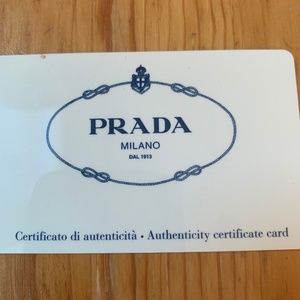 PRADA
MILANO
DAL 1913
Certificato di autenticità • Authenticity certificate card